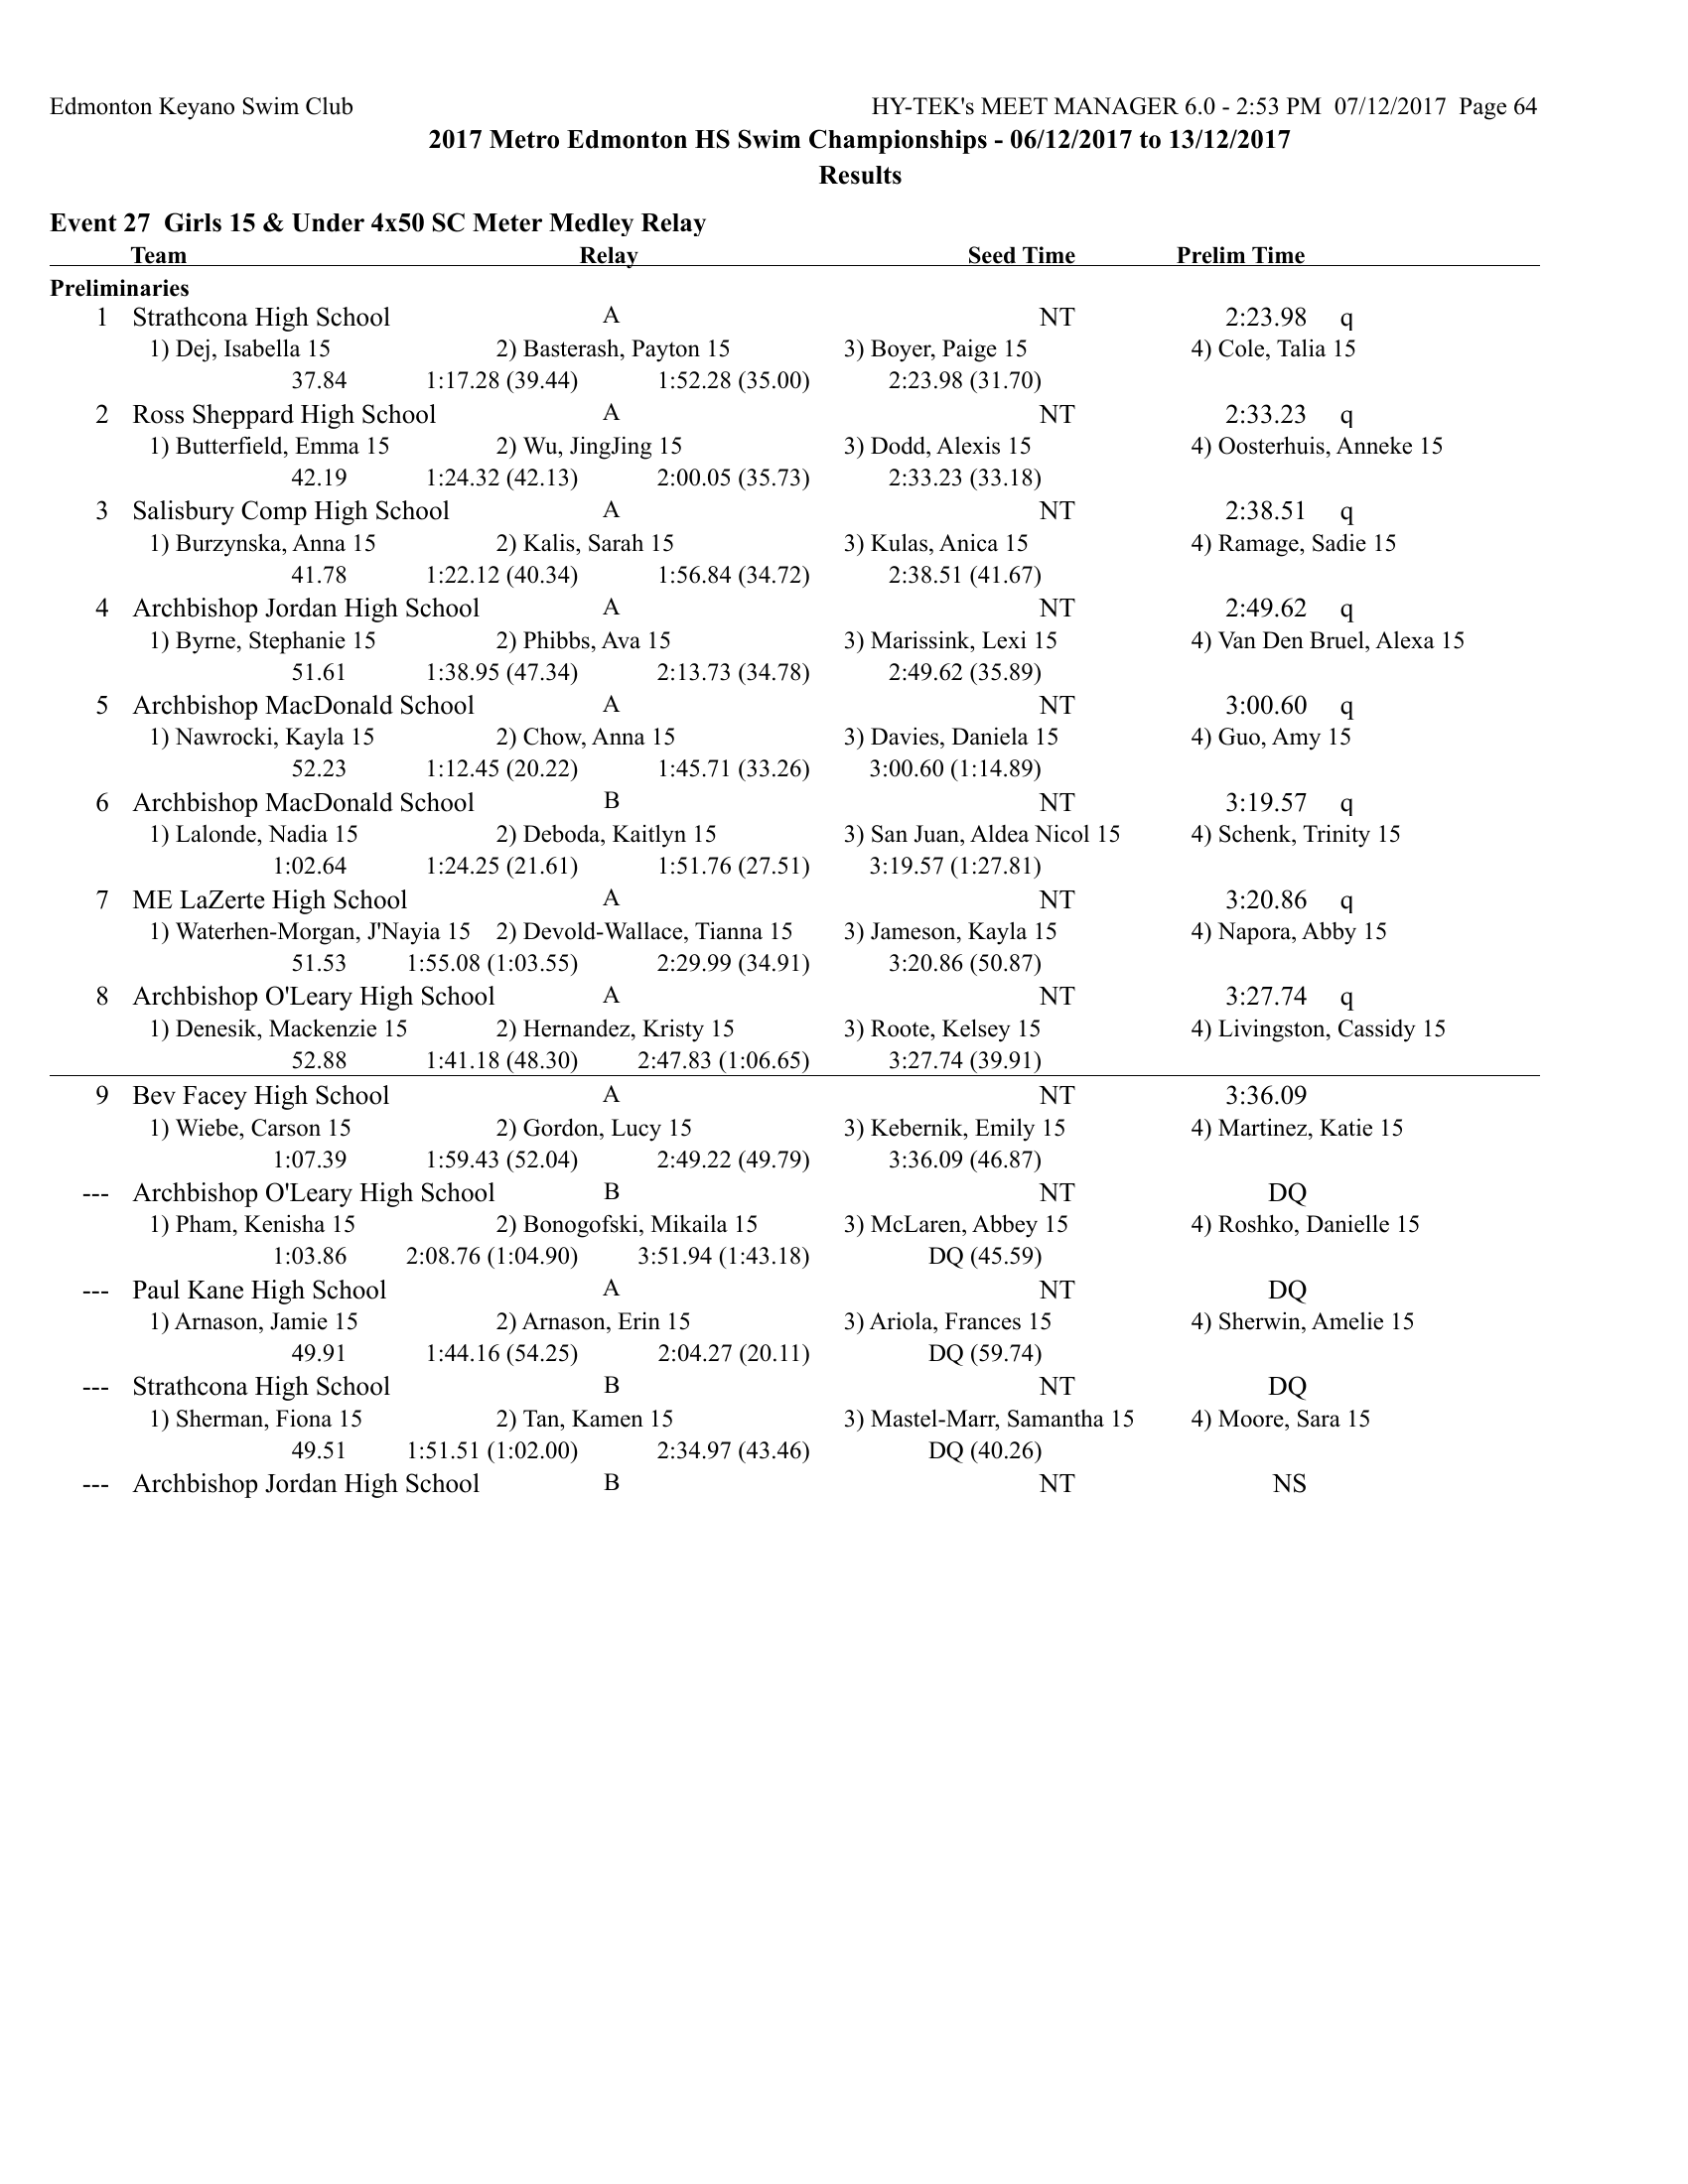 Edmonton Keyano Swim Club HY-TEK's MEET MANAGER 6.0 - 2:53 PM 07/12/2017 Page 64
2017 Metro Edmonton HS Swim Championships - 06/12/2017 to 13/12/2017
Results
Event 27 Girls 15 & Under 4x50 SC Meter Medley Relay
Team Relay Seed Time Prelim Time
Preliminaries
1 Strathcona High School A NT 2:23.98 q
1) Dej, Isabella 15 2) Basterash, Payton 15 3) Boyer, Paige 15 4) Cole, Talia 15
37.84 1:17.28 (39.44) 1:52.28 (35.00) 2:23.98 (31.70)
2 Ross Sheppard High School A NT 2:33.23 q
1) Butterfield, Emma 15 2) Wu, JingJing 15 3) Dodd, Alexis 15 4) Oosterhuis, Anneke 15
42.19 1:24.32 (42.13) 2:00.05 (35.73) 2:33.23 (33.18)
3 Salisbury Comp High School A NT 2:38.51 q
1) Burzynska, Anna 15 2) Kalis, Sarah 15 3) Kulas, Anica 15 4) Ramage, Sadie 15
41.78 1:22.12 (40.34) 1:56.84 (34.72) 2:38.51 (41.67)
4 Archbishop Jordan High School A NT 2:49.62 q
1) Byrne, Stephanie 15 2) Phibbs, Ava 15 3) Marissink, Lexi 15 4) Van Den Bruel, Alexa 15
51.61 1:38.95 (47.34) 2:13.73 (34.78) 2:49.62 (35.89)
5 Archbishop MacDonald School A NT 3:00.60 q
1) Nawrocki, Kayla 15 2) Chow, Anna 15 3) Davies, Daniela 15 4) Guo, Amy 15
52.23 1:12.45 (20.22) 1:45.71 (33.26) 3:00.60 (1:14.89)
6 Archbishop MacDonald School B NT 3:19.57 q
1) Lalonde, Nadia 15 2) Deboda, Kaitlyn 15 3) San Juan, Aldea Nicol 15 4) Schenk, Trinity 15
1:02.64 1:24.25 (21.61) 1:51.76 (27.51) 3:19.57 (1:27.81)
7 ME LaZerte High School A NT 3:20.86 q
1) Waterhen-Morgan, J'Nayia 15 2) Devold-Wallace, Tianna 15 3) Jameson, Kayla 15 4) Napora, Abby 15
51.53 1:55.08 (1:03.55) 2:29.99 (34.91) 3:20.86 (50.87)
8 Archbishop O'Leary High School A NT 3:27.74 q
1) Denesik, Mackenzie 15 2) Hernandez, Kristy 15 3) Roote, Kelsey 15 4) Livingston, Cassidy 15
52.88 1:41.18 (48.30) 2:47.83 (1:06.65) 3:27.74 (39.91)
9 Bev Facey High School A NT 3:36.09
1) Wiebe, Carson 15 2) Gordon, Lucy 15 3) Kebernik, Emily 15 4) Martinez, Katie 15
1:07.39 1:59.43 (52.04) 2:49.22 (49.79) 3:36.09 (46.87)
--- Archbishop O'Leary High School B NT DQ
1) Pham, Kenisha 15 2) Bonogofski, Mikaila 15 3) McLaren, Abbey 15 4) Roshko, Danielle 15
1:03.86 2:08.76 (1:04.90) 3:51.94 (1:43.18) DQ (45.59)
--- Paul Kane High School A NT DQ
1) Arnason, Jamie 15 2) Arnason, Erin 15 3) Ariola, Frances 15 4) Sherwin, Amelie 15
49.91 1:44.16 (54.25) 2:04.27 (20.11) DQ (59.74)
--- Strathcona High School B NT DQ
1) Sherman, Fiona 15 2) Tan, Kamen 15 3) Mastel-Marr, Samantha 15 4) Moore, Sara 15
49.51 1:51.51 (1:02.00) 2:34.97 (43.46) DQ (40.26)
--- Archbishop Jordan High School B NT NS